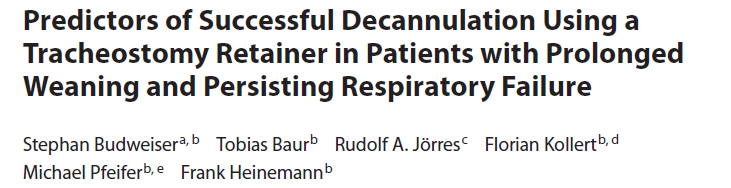 Predictors of Successful Decannulation Using a
Tracheostomy Retainer in Patients with Prolonged
Weaning and Persisting Respiratory Failure
Stephan Budweiser a, b Tobias Baur b Rudolf A. Jörres c Florian Kollert b, d
Michael Pfeifer b, e Frank Heinemann b